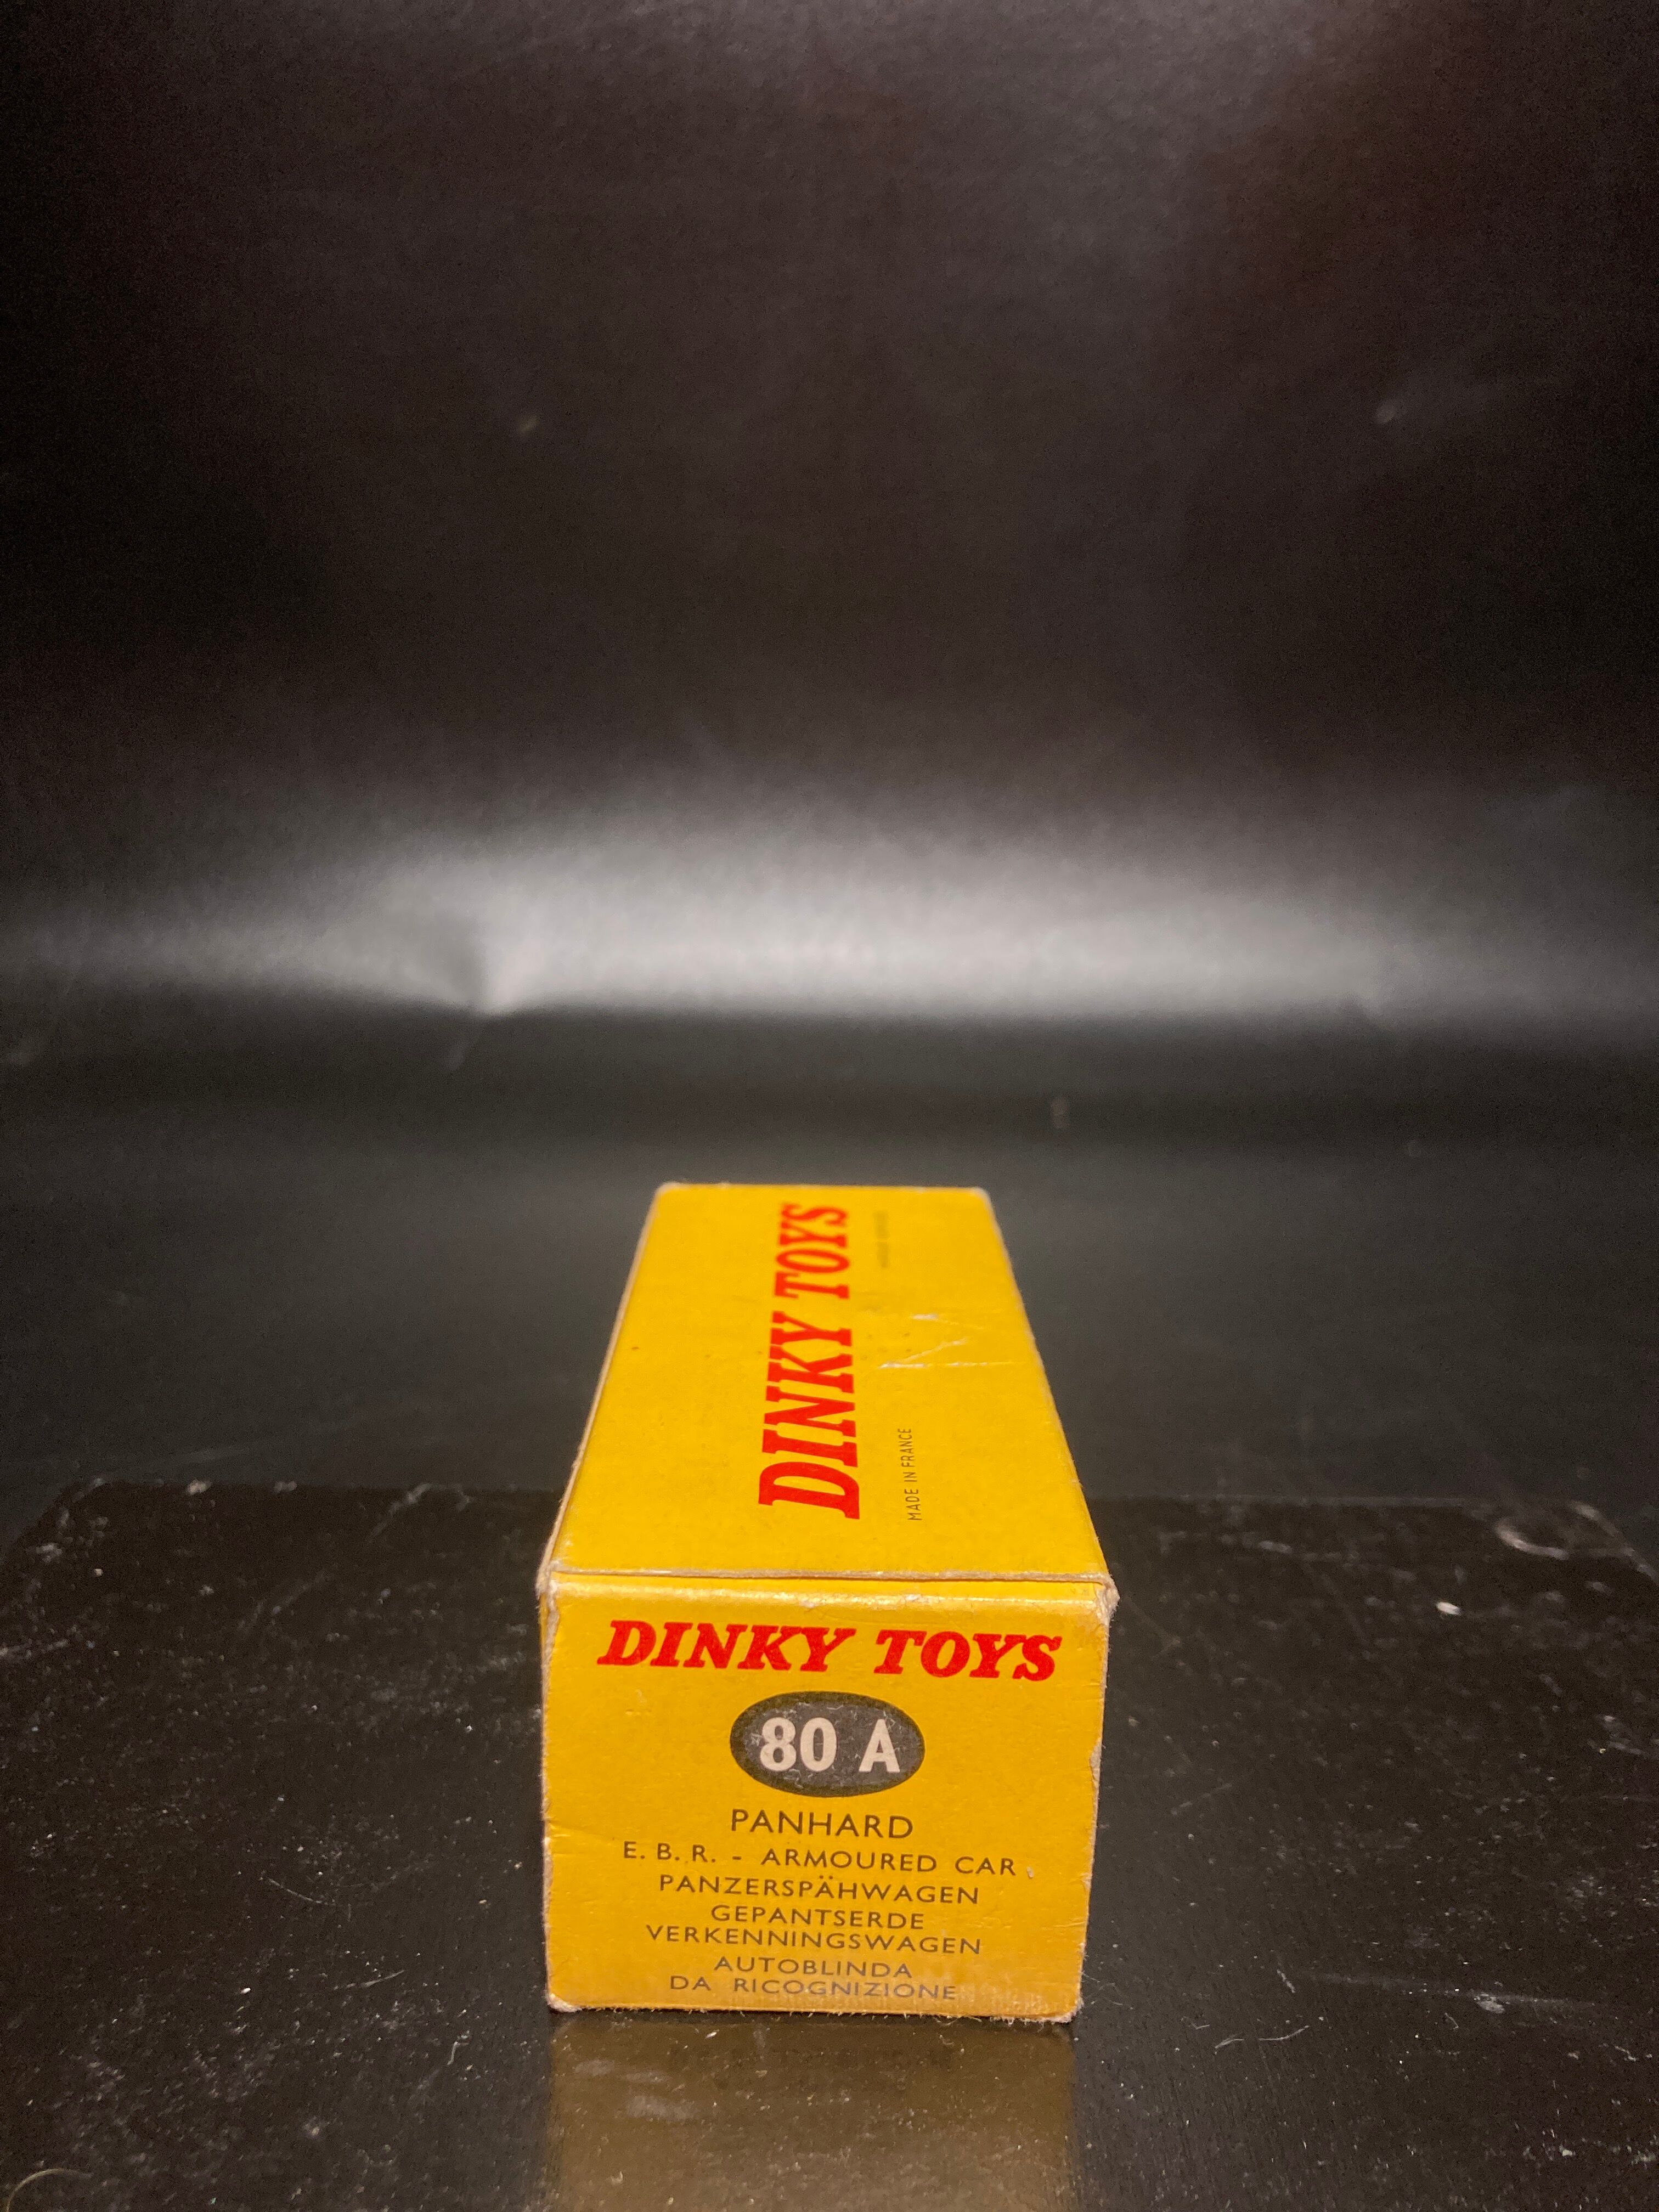 DINKY TOYS
MADE IN FRANCE
DINKY TOYS
80 A
PANHARD
E. B. R. - ARMOURED CAR
PANZERSPÄHWAGEN
GEPANTSERDE
VERKENNINGSWAGEN
AUTOBLINDA
DA RICOGNIZIONE